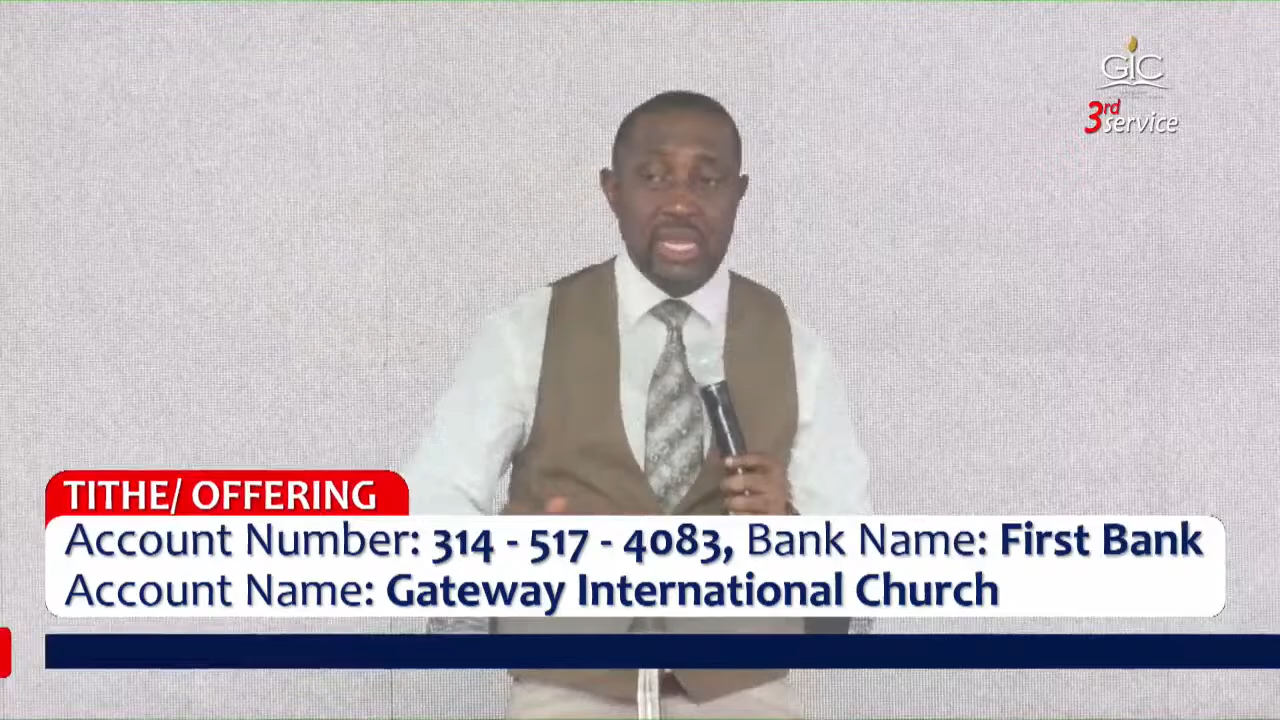 GIC
3rd service
TITHE/ OFFERING
Account Number: 314 - 517 - 4083, Bank Name: First Bank
Account Name: Gateway International Church